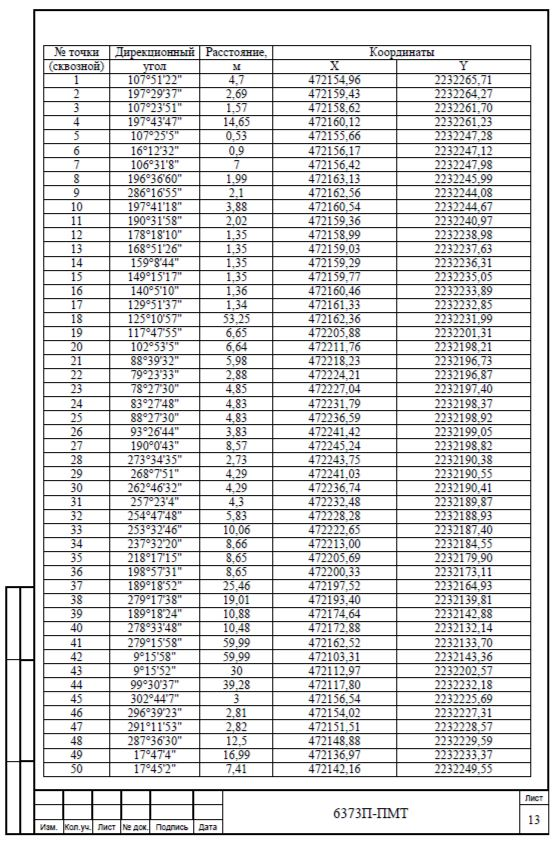 № точки Дирекционный Расстояние, Координаты
(сквозной) угол м X Y
1 107°51'22" 4,7 472154,96 2232265,71
2 197°29'37" 2,69 472159,43 2232264,27
3 107°23'51" 1,57 472158,62 2232261,70
4 197°43'47" 14,65 472160,12 2232261,23
5 107°25'5" 0,53 472155,66 2232247,28
6 16°12'32" 0,9 472156,17 2232247,12
7 106°31'8" 7 472156,42 2232247,98
8 196°36'60" 1,99 472163,13 2232245,99
9 286°16'55" 2,1 472162,56 2232244,08
10 197°41'18" 3,88 472160,54 2232244,67
11 190°31'58" 2,02 472159,36 2232240,97
12 178°18'10" 1,35 472158,99 2232238,98
13 168°51'26" 1,35 472159,03 2232237,63
14 159°8'44" 1,35 472159,29 2232236,31
15 149°15'17" 1,35 472159,77 2232235,05
16 140°5'10" 1,36 472160,46 2232233,89
17 129°51'37" 1,34 472161,33 2232232,85
18 125°10'57" 53,25 472162,36 2232231,99
19 117°47'55" 6,65 472205,88 2232201,31
20 102°53'5" 6,64 472211,76 2232198,21
21 88°39'32" 5,98 472218,23 2232196,73
22 79°23'33" 2,88 472224,21 2232196,87
23 78°27'30" 4,85 472227,04 2232197,40
24 83°27'48" 4,83 472231,79 2232198,37
25 88°27'30" 4,83 472236,59 2232198,92
26 93°26'44" 3,83 472241,42 2232199,05
27 190°0'43" 8,57 472245,24 2232198,82
28 273°34'35" 2,73 472243,75 2232190,38
29 268°7'51" 4,29 472241,03 2232190,55
30 262°46'32" 4,29 472236,74 2232190,41
31 257°23'4" 4,3 472232,48 2232189,87
32 254°47'48" 5,83 472228,28 2232188,93
33 253°32'46" 10,06 472222,65 2232187,40
34 237°32'20" 8,66 472213,00 2232184,55
35 218°17'15" 8,65 472205,69 2232179,90
36 198°57'31" 8,65 472200,33 2232173,11
37 189°18'52" 25,46 472197,52 2232164,93
38 279°17'38" 19,01 472193,40 2232139,81
39 189°18'24" 10,88 472174,64 2232142,88
40 278°33'48" 10,48 472172,88 2232132,14
41 279°15'58" 59,99 472162,52 2232133,70
42 9°15'58" 59,99 472103,31 2232143,36
43 9°15'52" 30 472112,97 2232202,57
44 99°30'37" 39,28 472117,80 2232232,18
45 302°44'7" 3 472156,54 2232225,69
46 296°39'23" 2,81 472154,02 2232227,31
47 291°11'53" 2,82 472151,51 2232228,57
48 287°36'30" 12,5 472148,88 2232229,59
49 17°47'4" 16,99 472136,97 2232233,37
50 17°45'2" 7,41 472142,16 2232249,55
6373П-ПМТ
Лист
13
Изм. Кол.уч. Лист № док. Подпись Дата